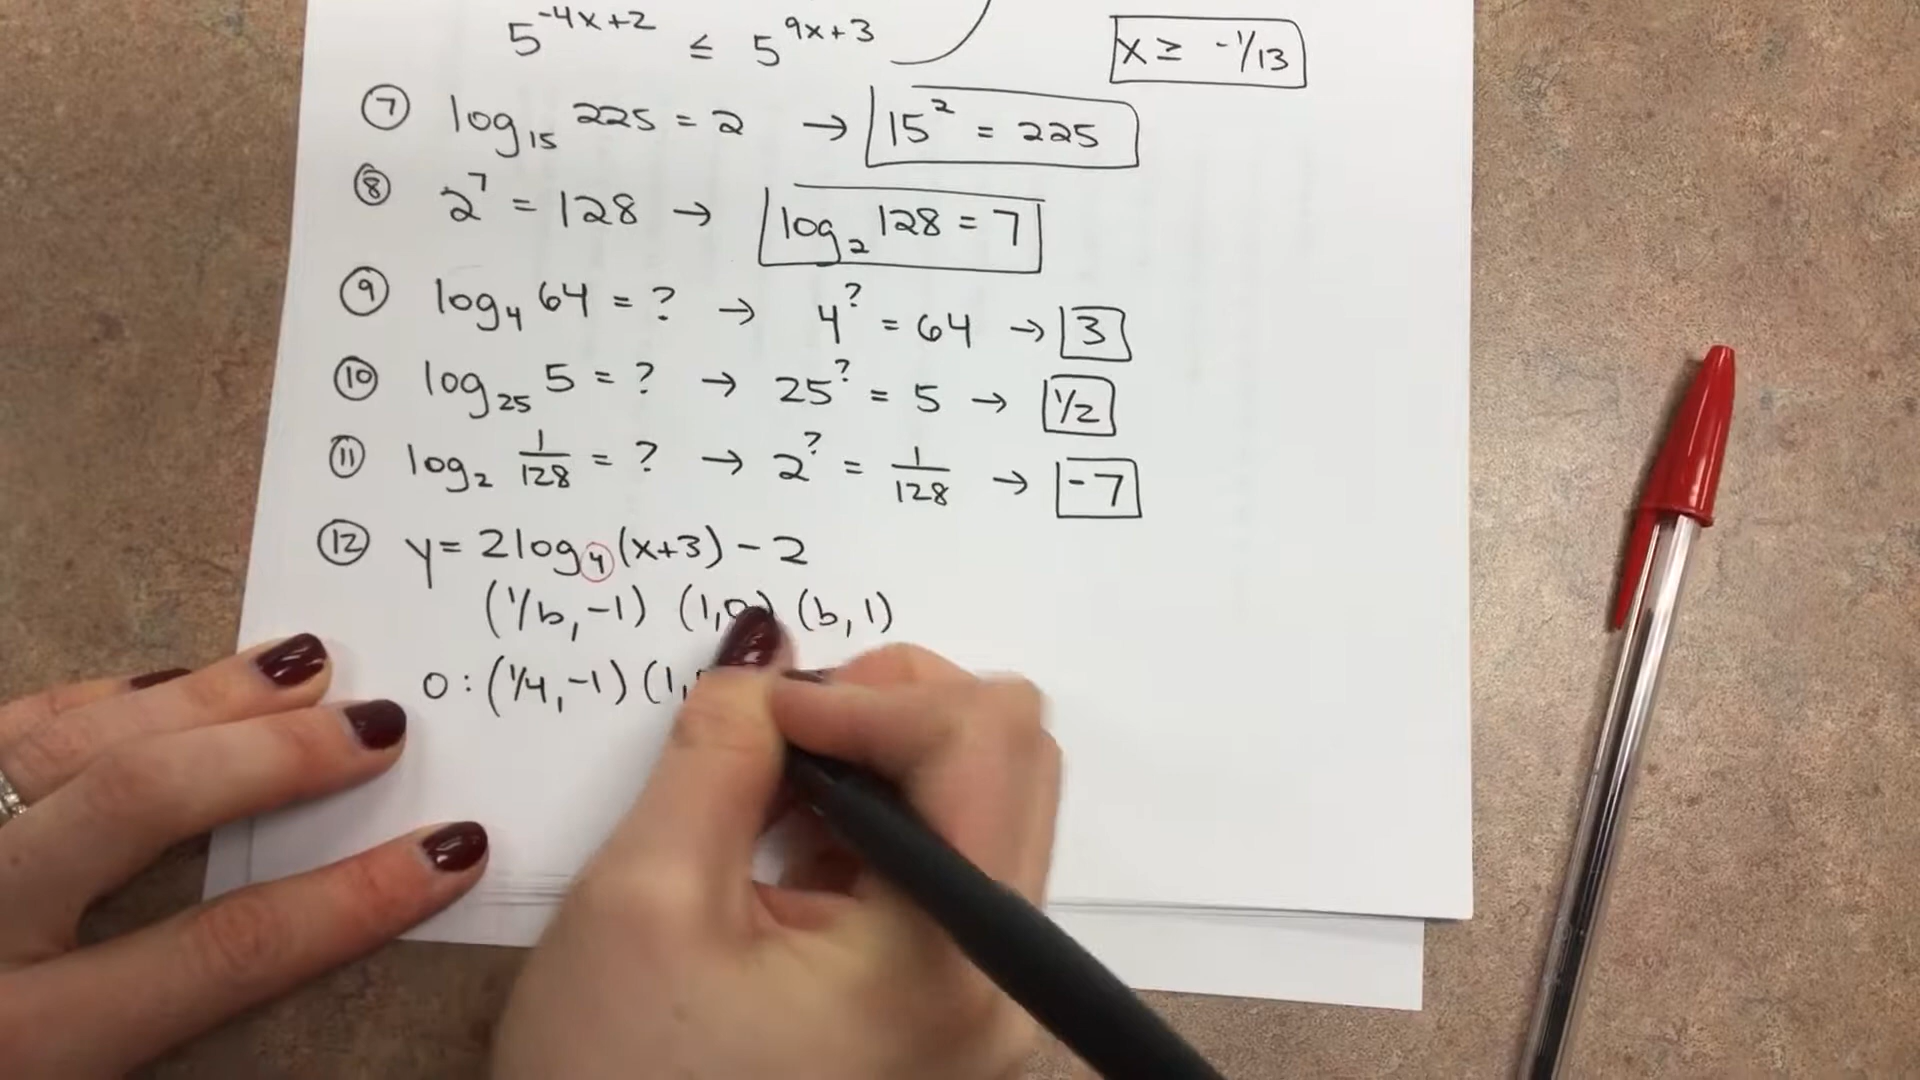 5^{-4x+2} ≤ 5^{9x+3} x ≥ -1/13
⑦ log₁₅ 225 = 2 → 15² = 225
⑧ 2⁷ = 128 → log₂ 128 = 7
⑨ log₄ 64 = ? → 4^? = 64 → 3
⑩ log₂₅ 5 = ? → 25^? = 5 → 1/2
⑪ log₂ 1/128 = ? → 2^? = 1/128 → -7
⑫ y = 2log₄(x+3) - 2
(1/b, -1) (1,0) (b, 1)
0: (1/4, -1) (1,